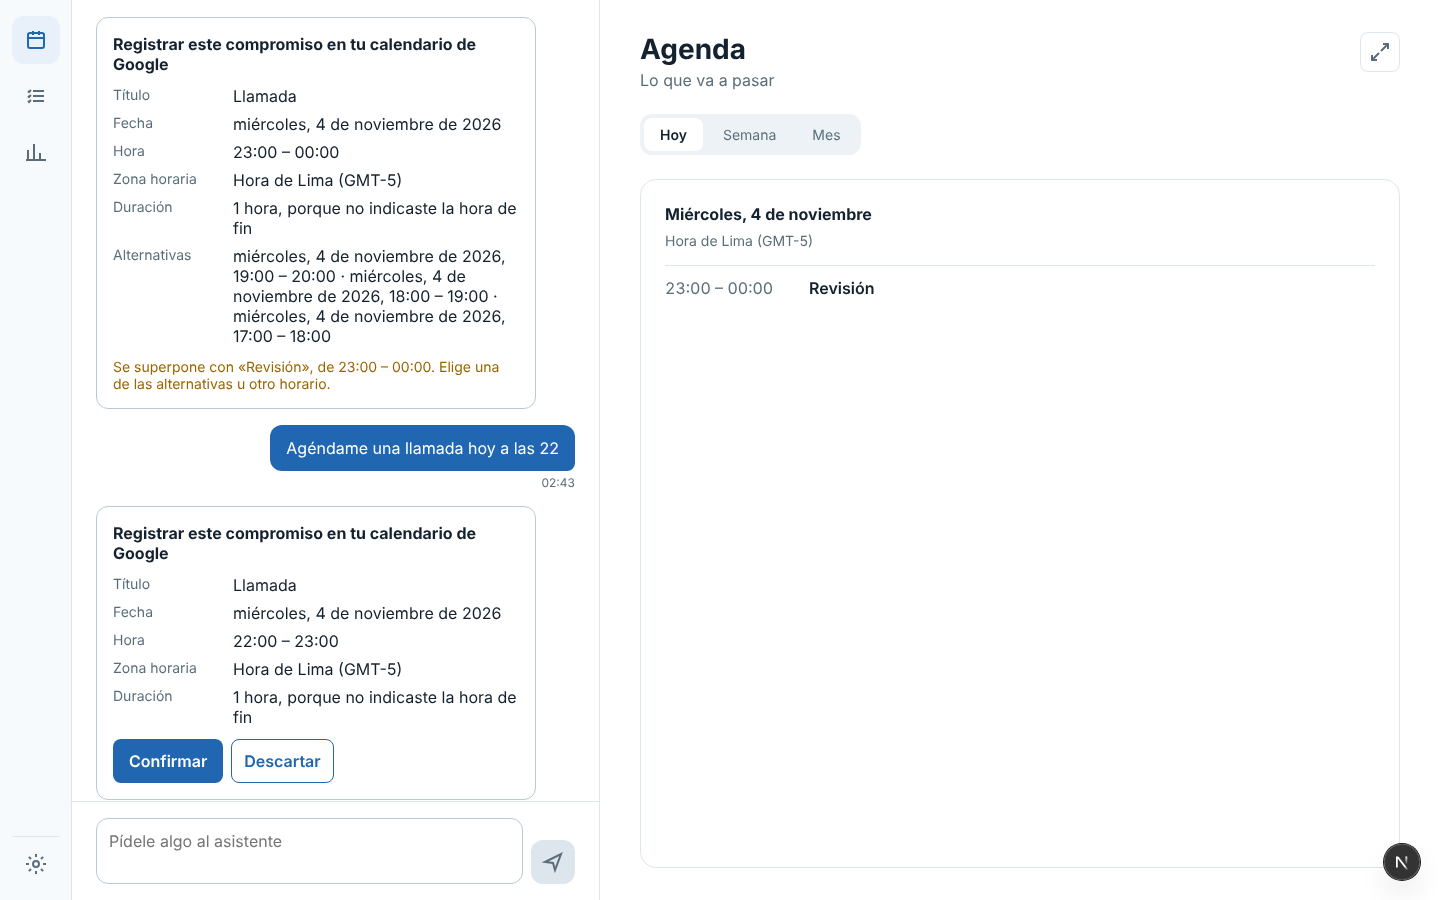 Registrar este compromiso en tu calendario de
Google
Título
Llamada
Fecha
miércoles, 4 de noviembre de 2026
Hora
23:00 – 00:00
Zona horaria
Hora de Lima (GMT-5)
Duración
1 hora, porque no indicaste la hora de
fin
Alternativas
miércoles, 4 de noviembre de 2026,
19:00 – 20:00 · miércoles, 4 de
noviembre de 2026, 18:00 – 19:00 ·
miércoles, 4 de noviembre de 2026,
17:00 – 18:00
Se superpone con «Revisión», de 23:00 – 00:00. Elige una
de las alternativas u otro horario.
Agéndame una llamada hoy a las 22
02:43
Registrar este compromiso en tu calendario de
Google
Título
Llamada
Fecha
miércoles, 4 de noviembre de 2026
Hora
22:00 – 23:00
Zona horaria
Hora de Lima (GMT-5)
Duración
1 hora, porque no indicaste la hora de
fin
Confirmar
Descartar
Pídele algo al asistente
Agenda
Lo que va a pasar
Hoy
Semana
Mes
Miércoles, 4 de noviembre
Hora de Lima (GMT-5)
23:00 – 00:00
Revisión
N